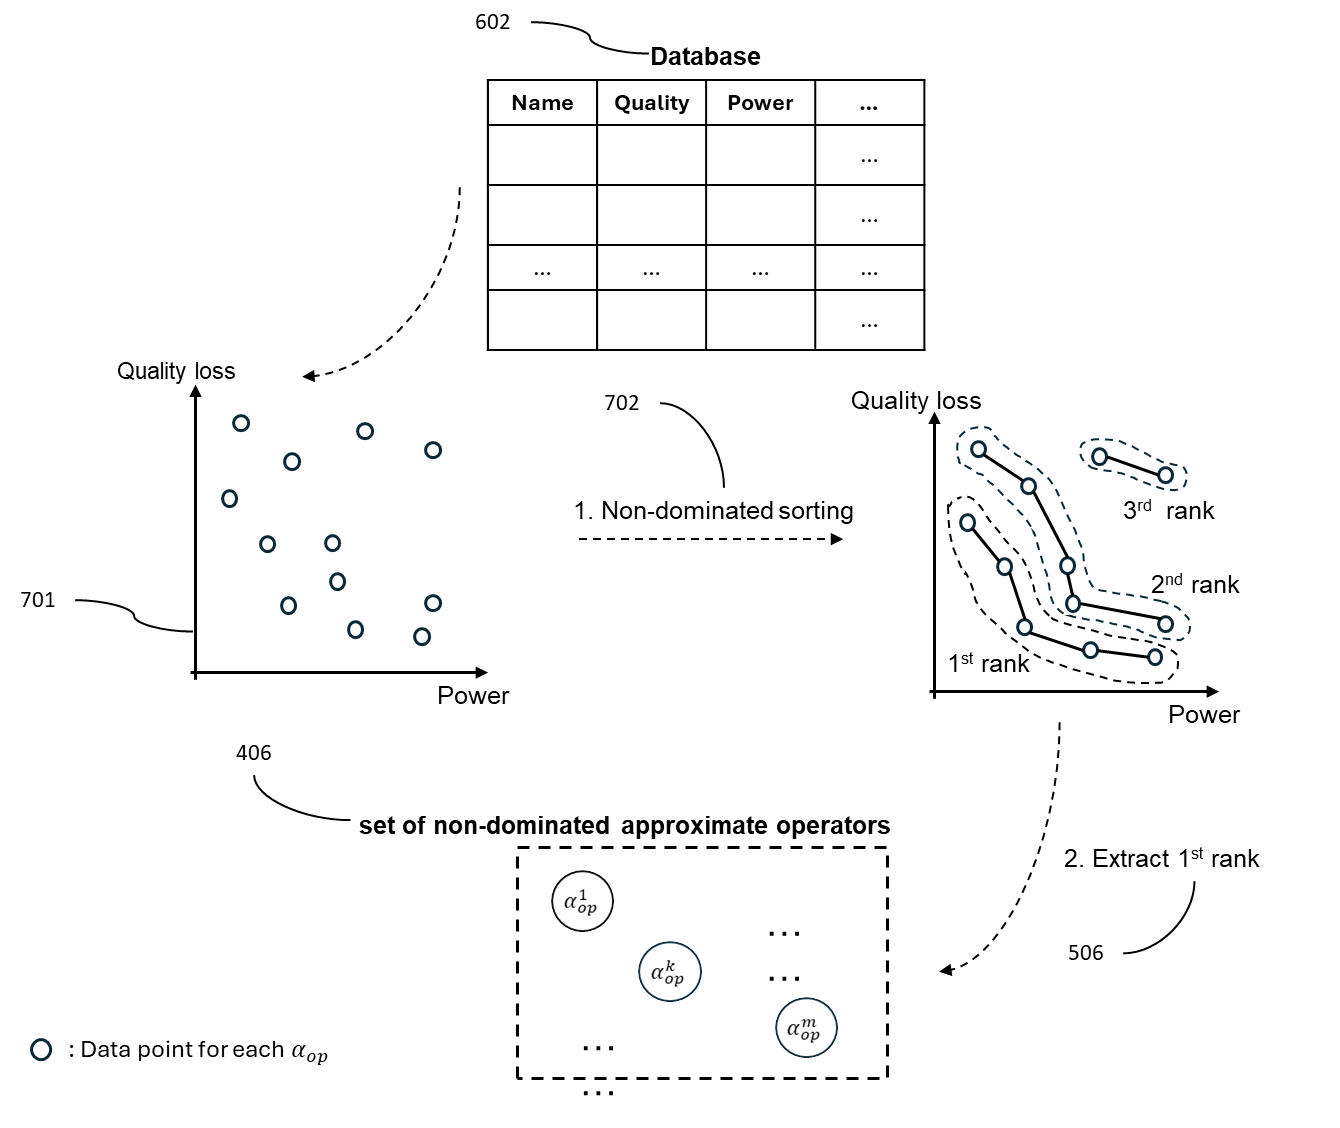 602
Database
Name Quality Power ...
...
...
... ... ... ...
...
Quality loss
701
Power
702
1. Non-dominated sorting
Quality loss
3rd rank
2nd rank
1st rank
Power
406
set of non-dominated approximate operators
2. Extract 1st rank
506
α¹op
...
αᵏop
...
αᵐop
...
...
: Data point for each αop